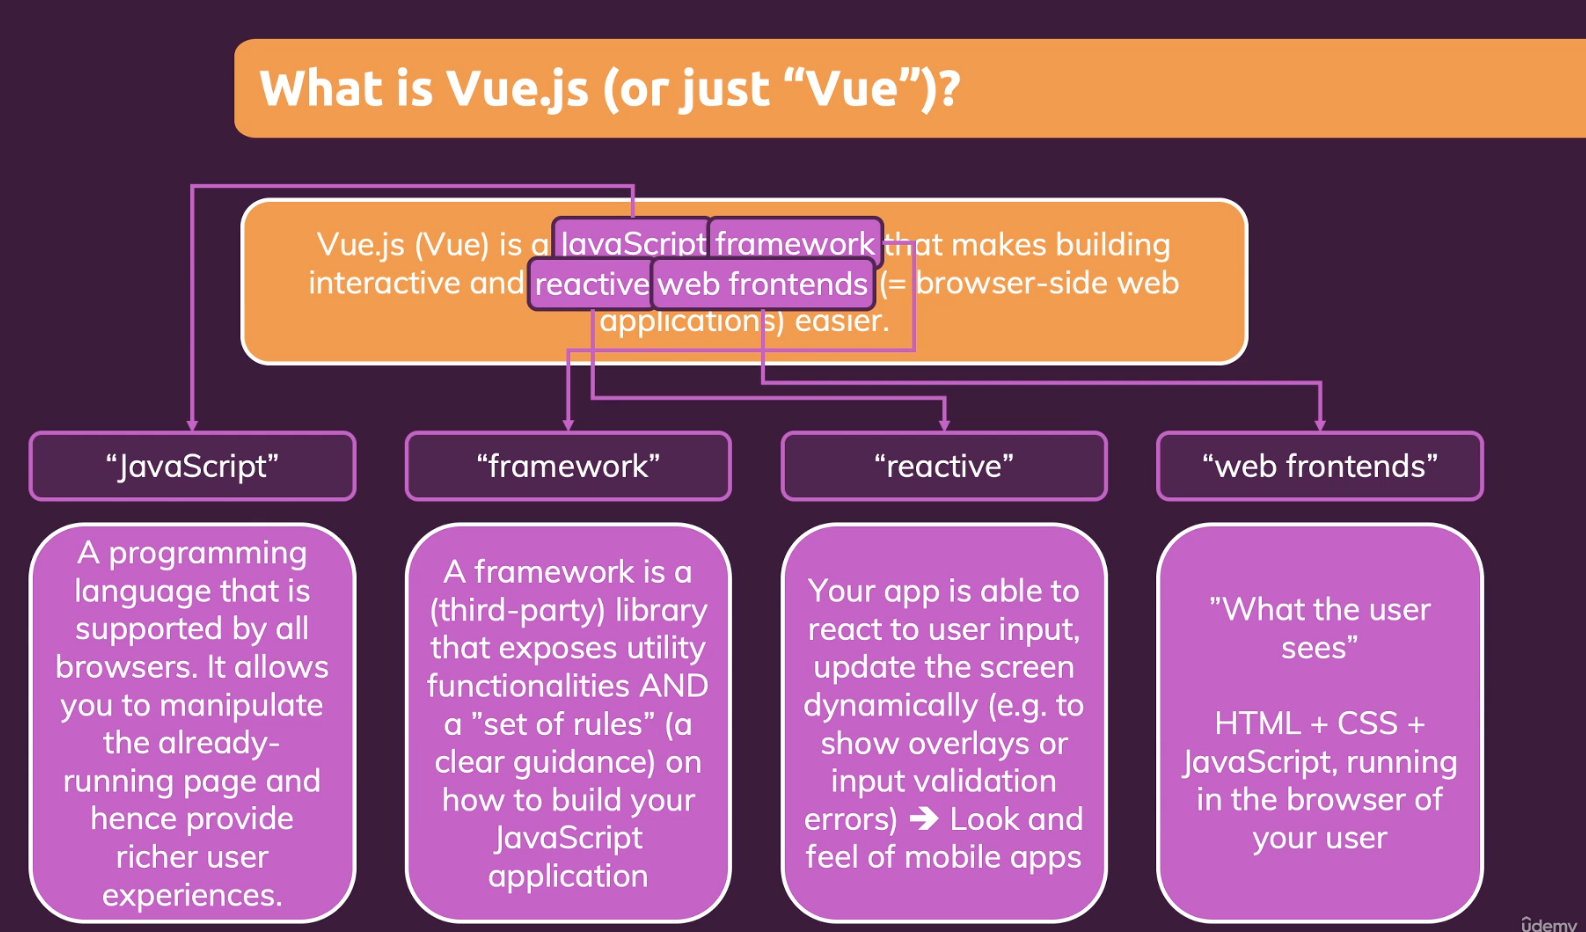 What is Vue.js (or just “Vue”)?
Vue.js (Vue) is a JavaScript framework that makes building
interactive and reactive web frontends (= browser-side web
applications) easier.
“JavaScript”
“framework”
“reactive”
“web frontends”
A programming
language that is
supported by all
browsers. It allows
you to manipulate
the already-
running page and
hence provide
richer user
experiences.
A framework is a
(third-party) library
that exposes utility
functionalities AND
a ”set of rules” (a
clear guidance) on
how to build your
JavaScript
application
Your app is able to
react to user input,
update the screen
dynamically (e.g. to
show overlays or
input validation
errors) ➔ Look and
feel of mobile apps
”What the user
sees”
HTML + CSS +
JavaScript, running
in the browser of
your user
ûdemy